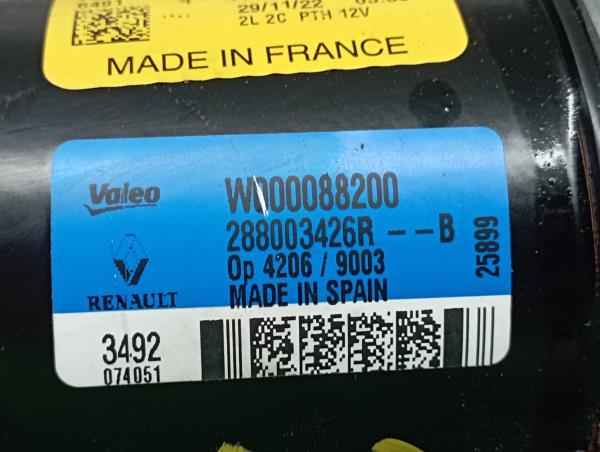 29/11/22
2L 2C PTH 12V
MADE IN FRANCE
Valeo
W000088200
288003426R -- B
Op 4206 / 9003
MADE IN SPAIN
RENAULT
25899
3492
074051